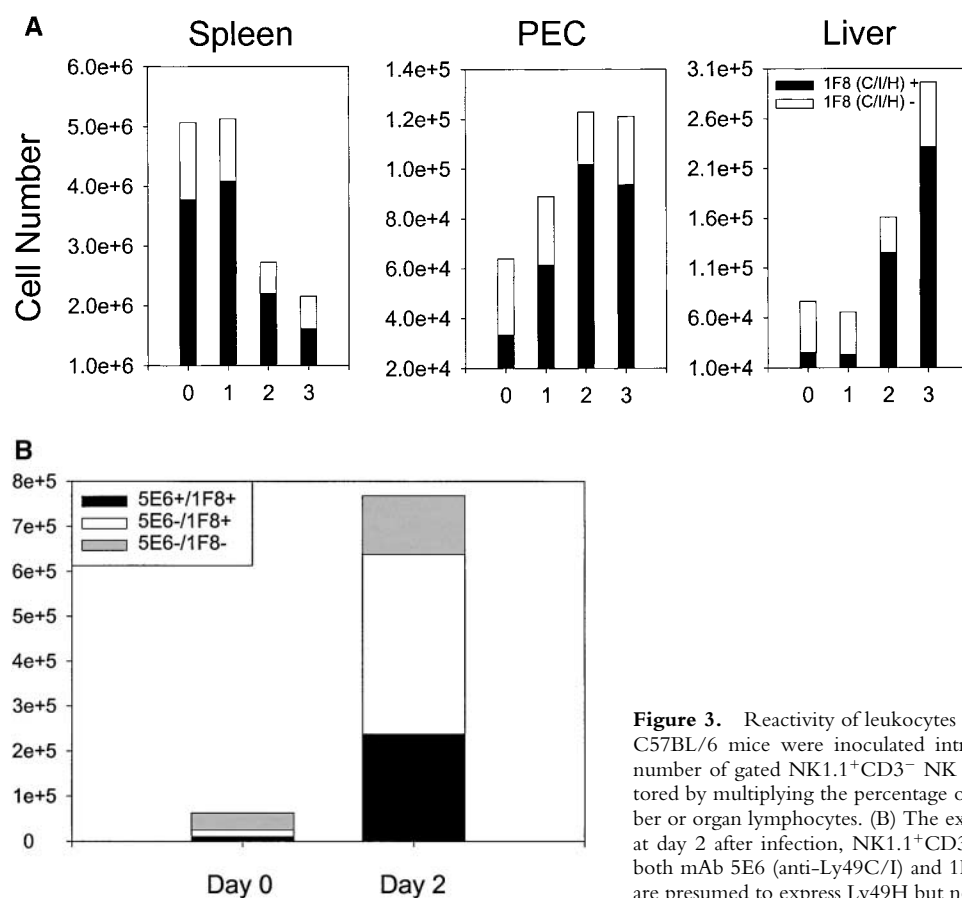 A
Spleen
PEC
Liver
Cell Number
6.0e+6
5.0e+6
4.0e+6
3.0e+6
2.0e+6
1.0e+6
0 1 2 3
1.4e+5
1.2e+5
1.0e+5
8.0e+4
6.0e+4
4.0e+4
2.0e+4
0 1 2 3
3.1e+5
2.6e+5
2.1e+5
1.6e+5
1.1e+5
6.0e+4
1.0e+4
0 1 2 3
1F8 (C/I/H) +
1F8 (C/I/H) -
B
8e+5
7e+5
6e+5
5e+5
4e+5
3e+5
2e+5
1e+5
0
5E6+/1F8+
5E6-/1F8+
5E6-/1F8-
Day 0 Day 2
Figure 3. Reactivity of leukocytes
C57BL/6 mice were inoculated intr
number of gated NK1.1+CD3− NK
tored by multiplying the percentage o
ber or organ lymphocytes. (B) The ex
at day 2 after infection, NK1.1+CD3
both mAb 5E6 (anti–Ly49C/I) and 1
are presumed to express Ly49H but n